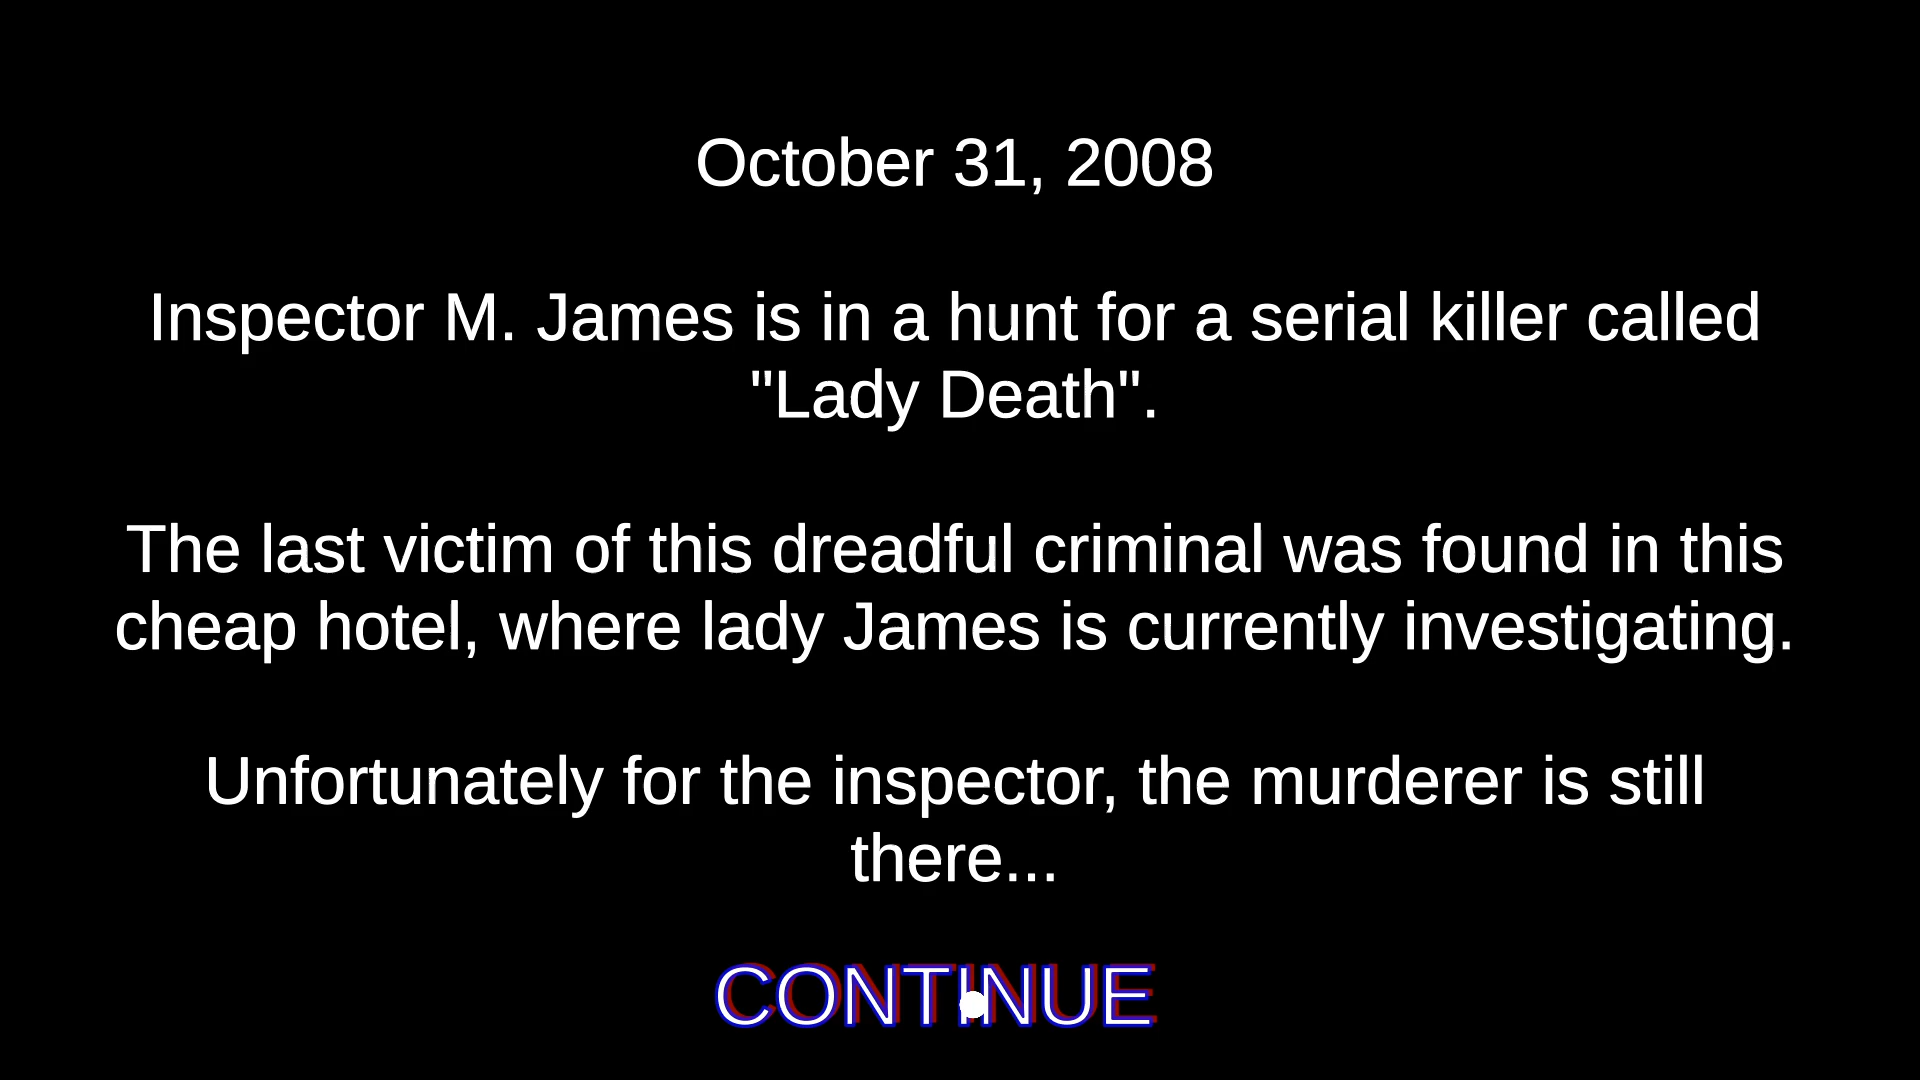 October 31, 2008
Inspector M. James is in a hunt for a serial killer called
"Lady Death".
The last victim of this dreadful criminal was found in this
cheap hotel, where lady James is currently investigating.
Unfortunately for the inspector, the murderer is still
there...
CONTINUE